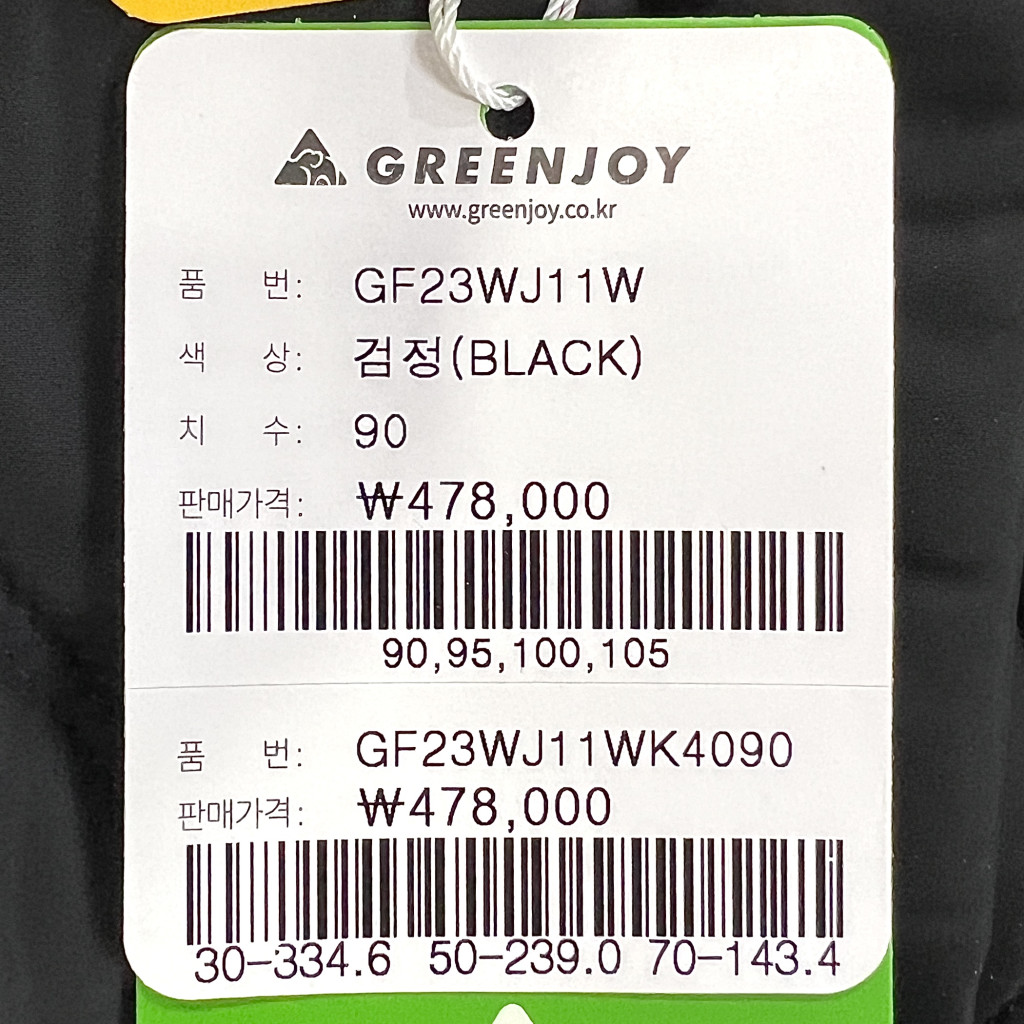 GREENJOY
www.greenjoy.co.kr
품 번: GF23WJ11W
색 상: 검정(BLACK)
치 수: 90
판매가격: ₩478,000
90,95,100,105
품 번: GF23WJ11WK4090
판매가격: ₩478,000
30-334.6 50-239.0 70-143.4